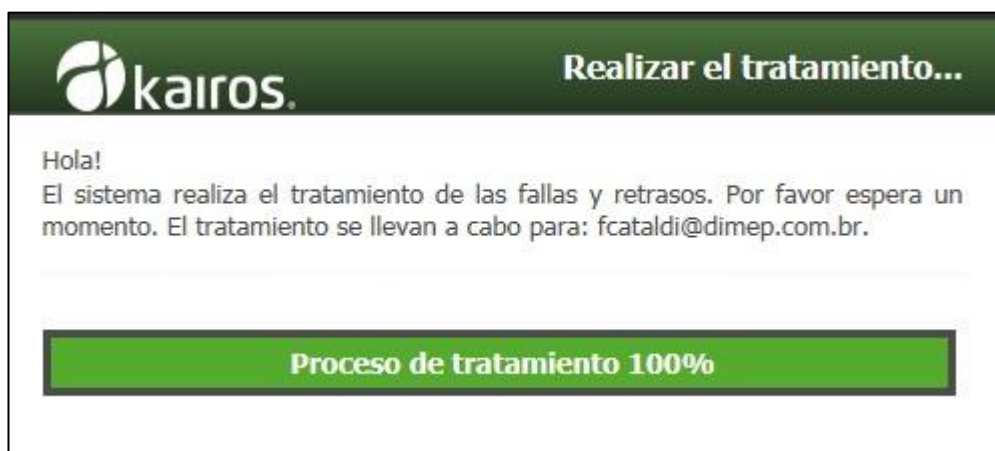 kairos.
Realizar el tratamiento...
Hola!
El sistema realiza el tratamiento de las fallas y retrasos. Por favor espera un
momento. El tratamiento se llevan a cabo para: fcataldi@dimep.com.br.
Proceso de tratamiento 100%